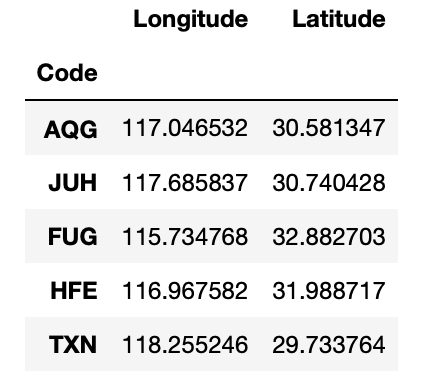 Longitude Latitude
Code
AQG 117.046532 30.581347
JUH 117.685837 30.740428
FUG 115.734768 32.882703
HFE 116.967582 31.988717
TXN 118.255246 29.733764